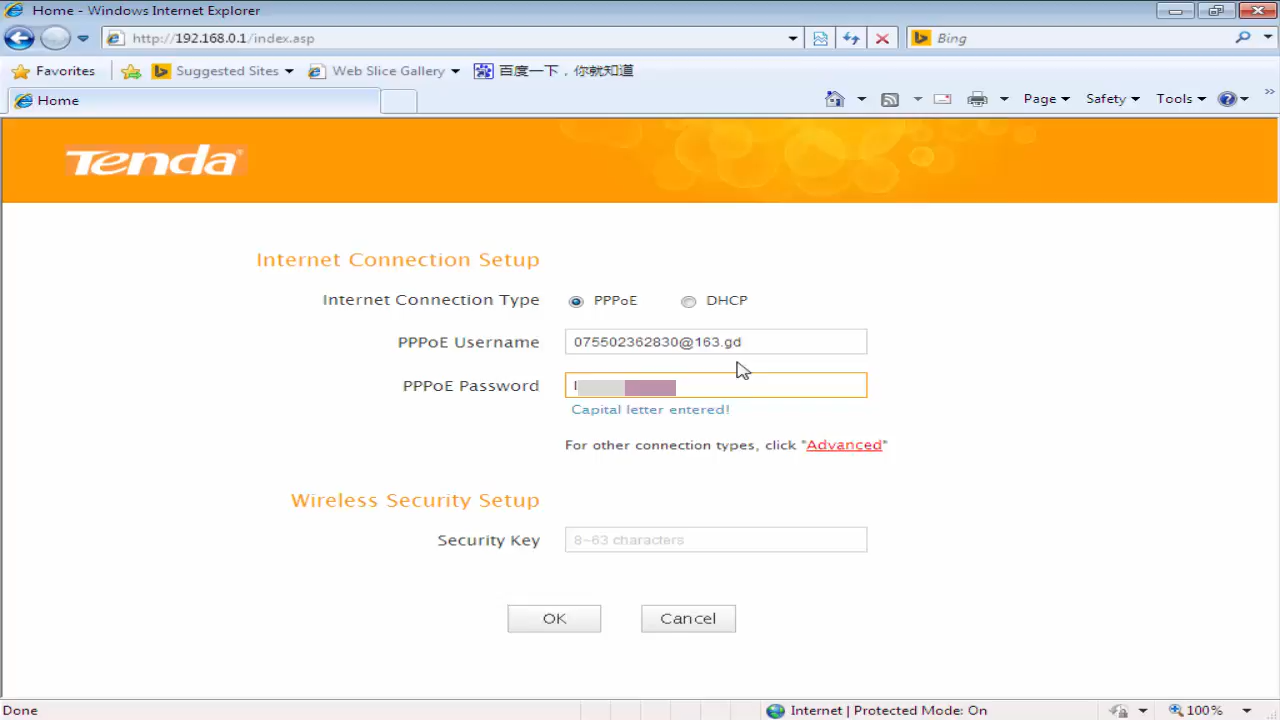 Home - Windows Internet Explorer
http://192.168.0.1/index.asp
Bing
Favorites
Suggested Sites
Web Slice Gallery
百度一下，你就知道
Home
Page
Safety
Tools
»
Tenda
Internet Connection Setup
Internet Connection Type PPPoE DHCP
PPPoE Username 075502362830@163.gd
PPPoE Password
Capital letter entered!
For other connection types, click "Advanced"
Wireless Security Setup
Security Key 8~63 characters
OK Cancel
Done
Internet | Protected Mode: On
100%